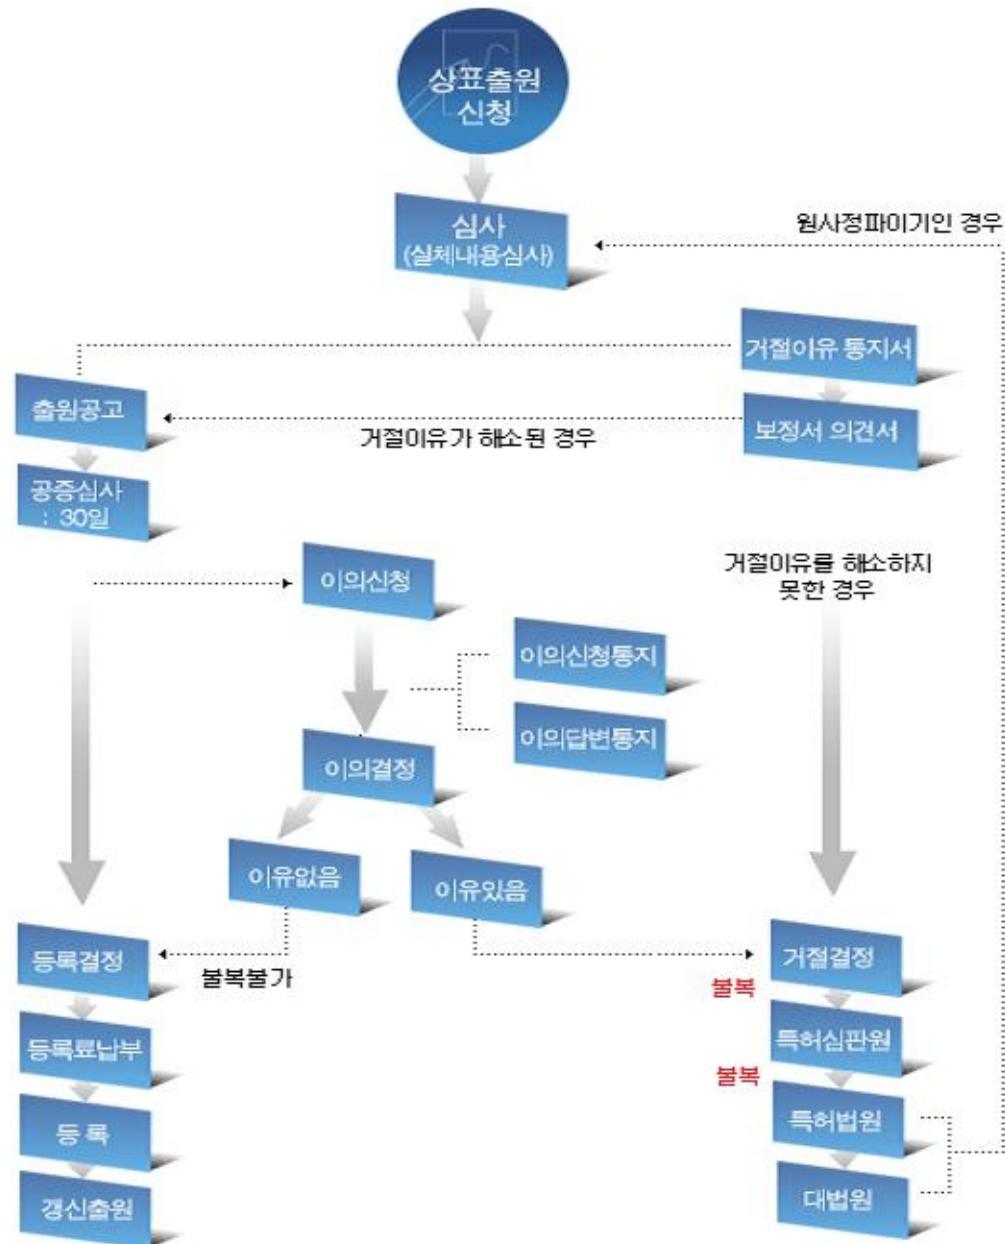 상표출원
신청
심사
(실체내용심사)
원사정파이기인 경우
거절이유 통지서
출원공고
보정서 의견서
거절이유가 해소된 경우
공증심사
: 30일
이의신청
거절이유를 해소하지
못한 경우
이의신청통지
이의답변통지
이의결정
이유없음
이유있음
등록결정
불복불가
거절결정
불복
등록료납부
특허심판원
불복
등 록
특허법원
갱신출원
대법원